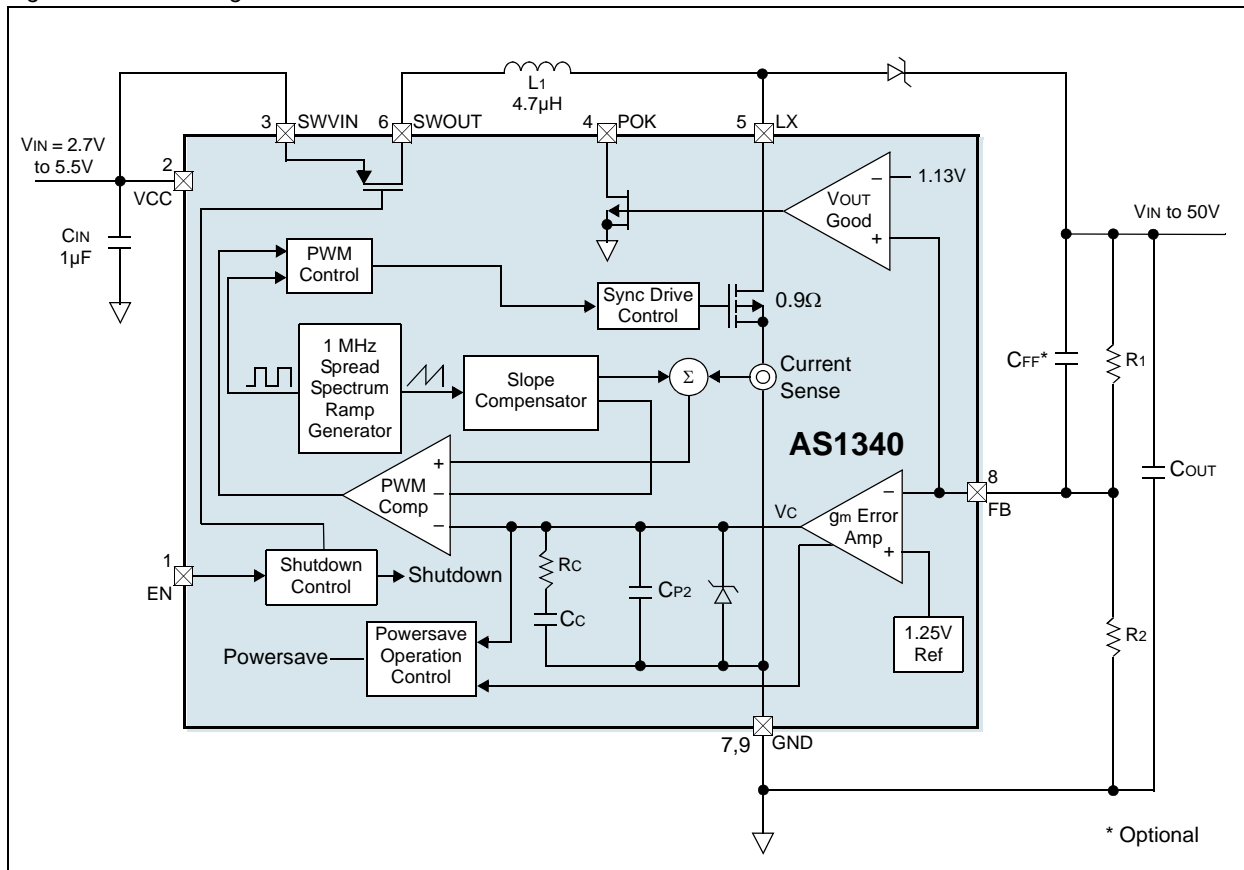 L1
4.7µH
3
SWVIN
6
SWOUT
4
POK
5
LX
VIN = 2.7V
to 5.5V
2
VCC
CIN
1µF
1.13V
VOUT
Good
VIN to 50V
PWM
Control
Sync Drive
Control
0.9Ω
1 MHz
Spread
Spectrum
Ramp
Generator
Slope
Compensator
Σ
Current
Sense
CFF*
R1
AS1340
COUT
PWM
Comp
+
−
−
VC
gm Error
Amp
−
+
8
FB
1
EN
Shutdown
Control
Shutdown
RC
CC
CP2
1.25V
Ref
R2
Powersave
Powersave
Operation
Control
7,9
GND
* Optional